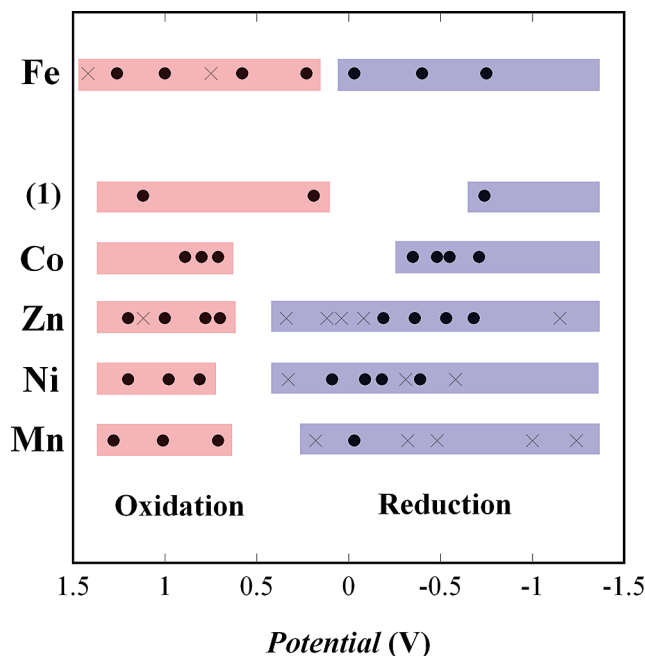 Fe
(1)
Co
Zn
Ni
Mn
Oxidation Reduction
1.5 1 0.5 0 -0.5 -1 -1.5
Potential (V)